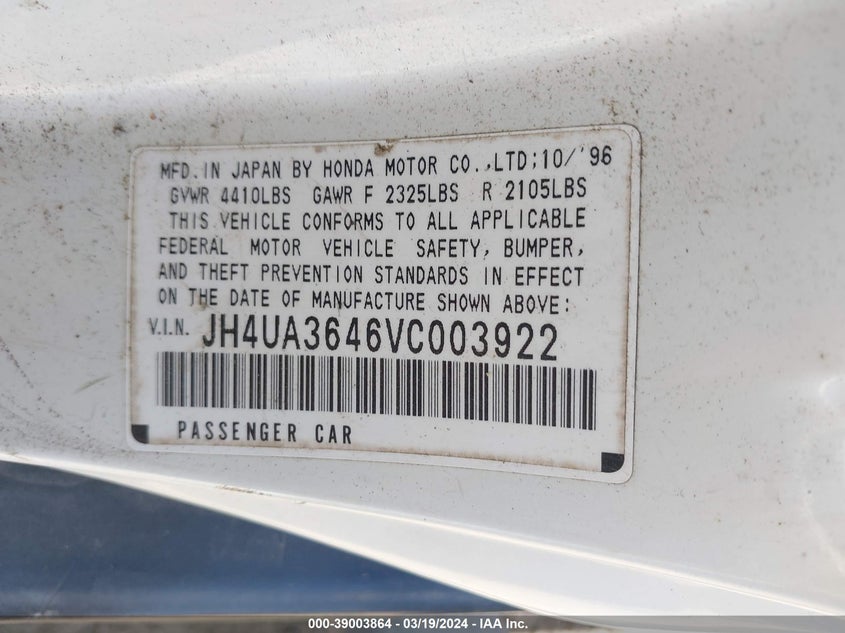 MFD. IN JAPAN BY HONDA MOTOR CO., LTD; 10/'96
GVWR 4410LBS GAWR F 2325LBS R 2105LBS
THIS VEHICLE CONFORMS TO ALL APPLICABLE
FEDERAL MOTOR VEHICLE SAFETY, BUMPER,
AND THEFT PREVENTION STANDARDS IN EFFECT
ON THE DATE OF MANUFACTURE SHOWN ABOVE:
V.I.N. JH4UA3646VC003922
PASSENGER CAR
000-39003864 - 03/19/2024 - IAA Inc.